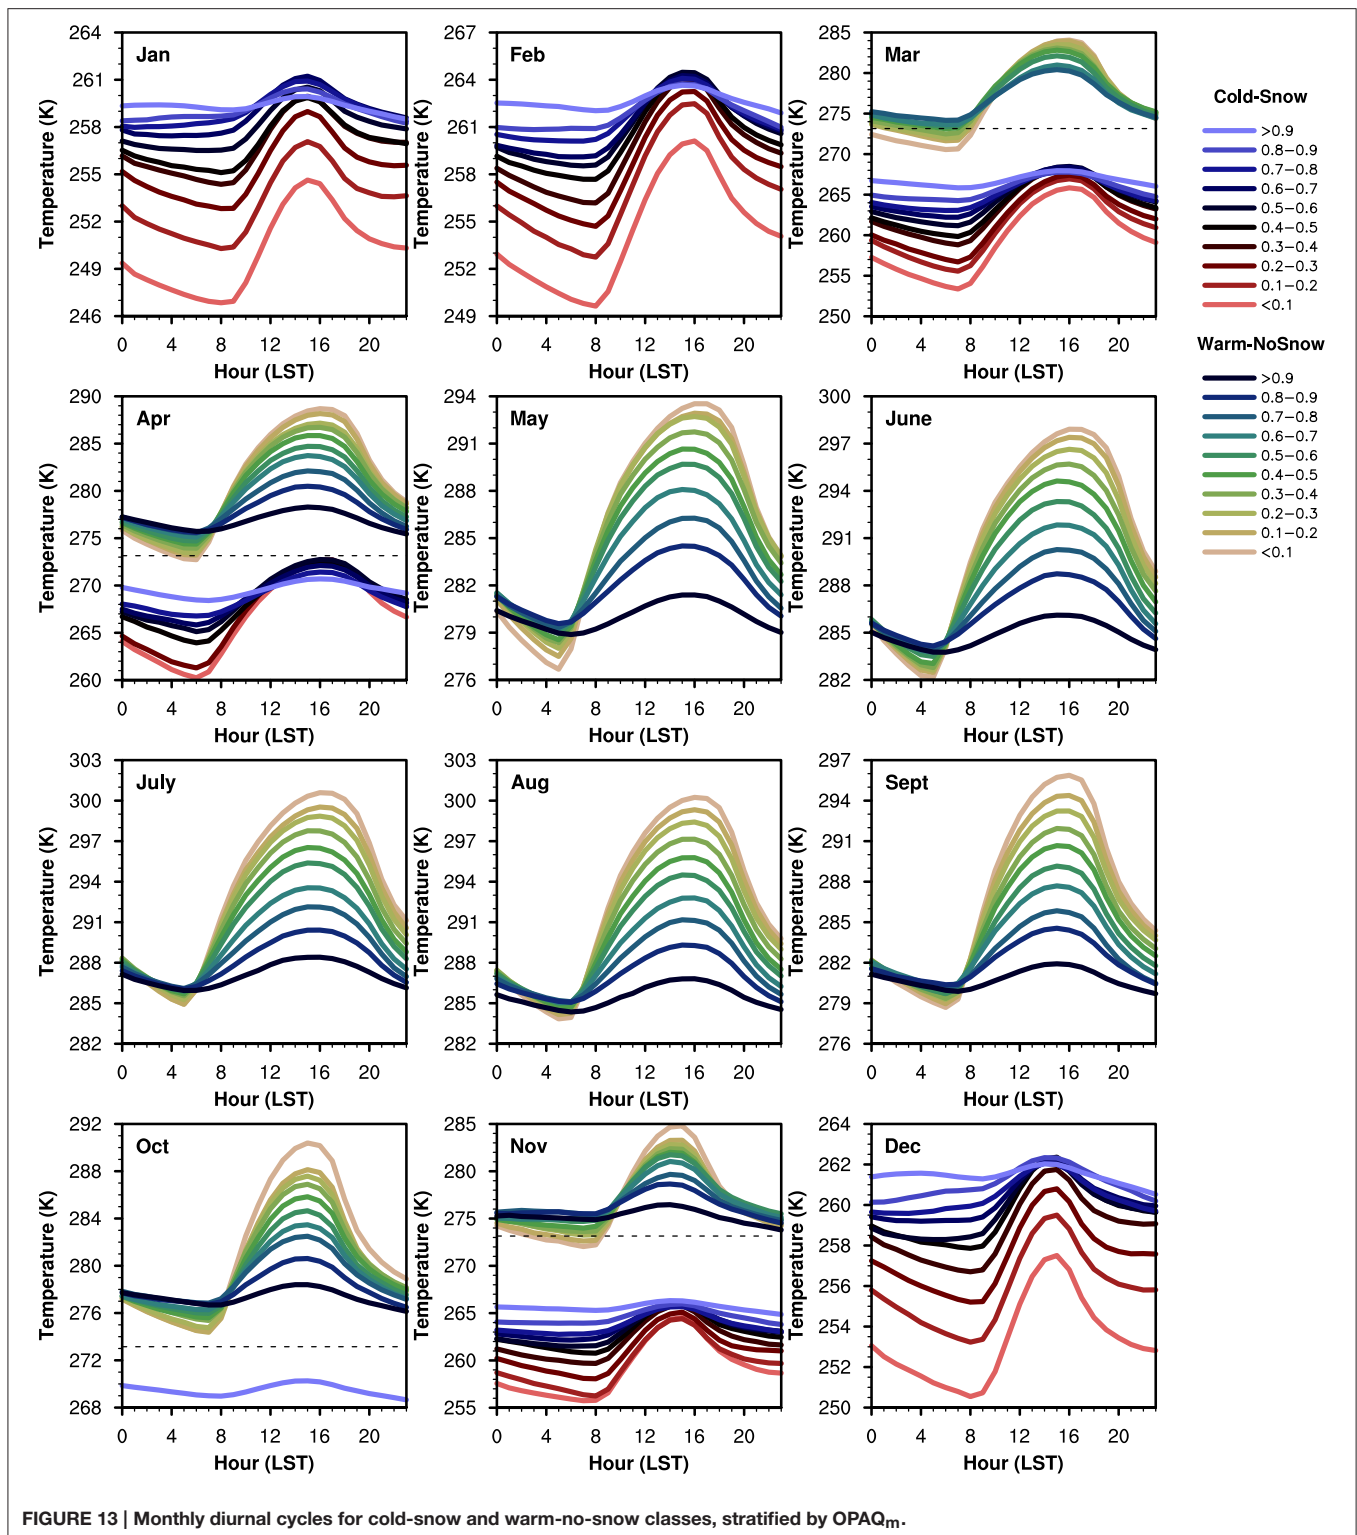 264
261
258
255
252
249
246
Temperature (K)
Jan
0 4 8 12 16 20
Hour (LST)
267
264
261
258
255
252
249
Temperature (K)
Feb
0 4 8 12 16 20
Hour (LST)
285
280
275
270
265
260
255
250
Temperature (K)
Mar
0 4 8 12 16 20
Hour (LST)
Cold-Snow
>0.9
0.8–0.9
0.7–0.8
0.6–0.7
0.5–0.6
0.4–0.5
0.3–0.4
0.2–0.3
0.1–0.2
<0.1
Warm-NoSnow
>0.9
0.8–0.9
0.7–0.8
0.6–0.7
0.5–0.6
0.4–0.5
0.3–0.4
0.2–0.3
0.1–0.2
<0.1
290
285
280
275
270
265
260
Temperature (K)
Apr
0 4 8 12 16 20
Hour (LST)
294
291
288
285
282
279
276
Temperature (K)
May
0 4 8 12 16 20
Hour (LST)
300
297
294
291
288
285
282
Temperature (K)
June
0 4 8 12 16 20
Hour (LST)
303
300
297
294
291
288
285
282
Temperature (K)
July
0 4 8 12 16 20
Hour (LST)
303
300
297
294
291
288
285
282
Temperature (K)
Aug
0 4 8 12 16 20
Hour (LST)
297
294
291
288
285
282
279
276
Temperature (K)
Sept
0 4 8 12 16 20
Hour (LST)
292
288
284
280
276
272
268
Temperature (K)
Oct
0 4 8 12 16 20
Hour (LST)
285
280
275
270
265
260
255
Temperature (K)
Nov
0 4 8 12 16 20
Hour (LST)
264
262
260
258
256
254
252
250
Temperature (K)
Dec
0 4 8 12 16 20
Hour (LST)
FIGURE 13 | Monthly diurnal cycles for cold-snow and warm-no-snow classes, stratified by OPAQm.